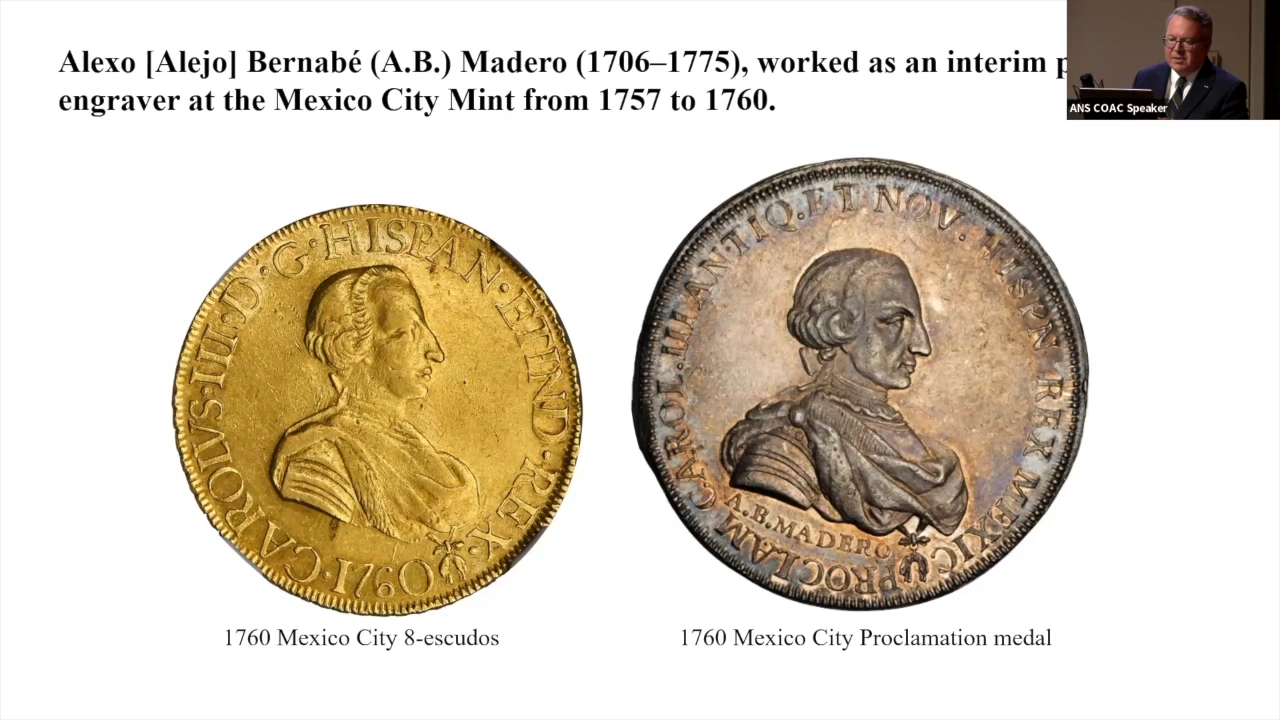 Alexo [Alejo] Bernabé (A.B.) Madero (1706–1775), worked as an interim
engraver at the Mexico City Mint from 1757 to 1760.
ANS COAC Speaker
CAROLVS·III·D·G·HISPAN·ET IND·REX·
·1760·
CAROL.III.ANTIQ.ET NOV. HISPN REX MEXIC PROCLAM
A.B.MADERO
1760 Mexico City 8-escudos
1760 Mexico City Proclamation medal